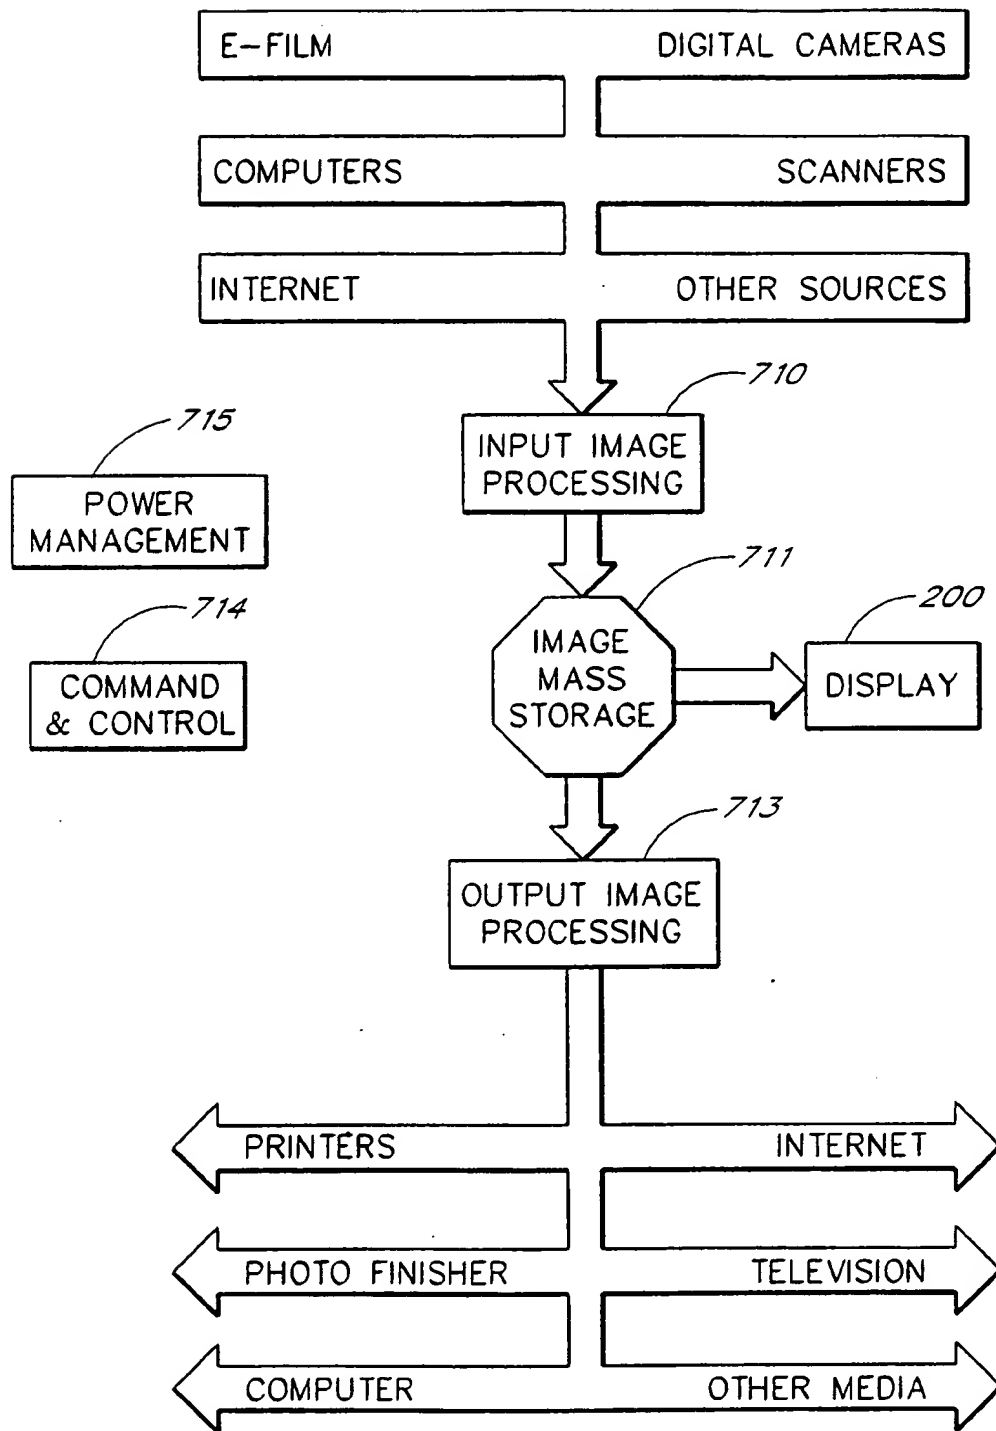 E-FILM DIGITAL CAMERAS
COMPUTERS SCANNERS
INTERNET OTHER SOURCES
710
INPUT IMAGE
PROCESSING
715
POWER
MANAGEMENT
711
IMAGE
MASS
STORAGE
200
DISPLAY
714
COMMAND
& CONTROL
713
OUTPUT IMAGE
PROCESSING
PRINTERS INTERNET
PHOTO FINISHER TELEVISION
COMPUTER OTHER MEDIA